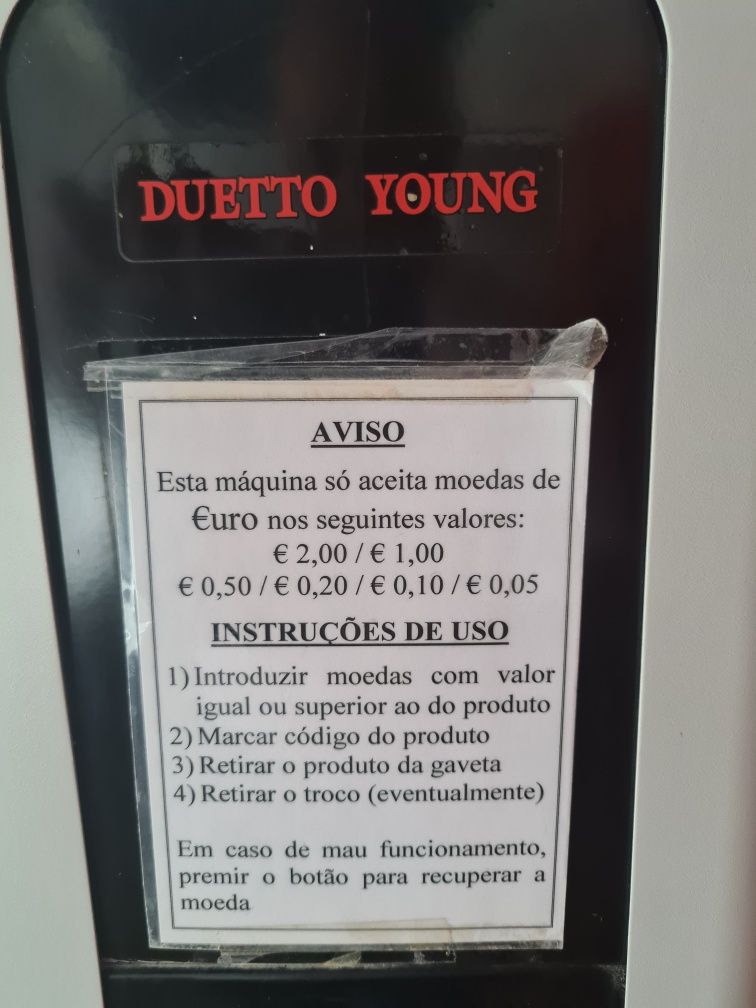 DUETTO YOUNG
AVISO
Esta máquina só aceita moedas de
€uro nos seguintes valores:
€ 2,00 / € 1,00
€ 0,50 / € 0,20 / € 0,10 / € 0,05
INSTRUÇÕES DE USO
1) Introduzir moedas com valor
igual ou superior ao do produto
2) Marcar código do produto
3) Retirar o produto da gaveta
4) Retirar o troco (eventualmente)
Em caso de mau funcionamento,
premir o botão para recuperar a
moeda